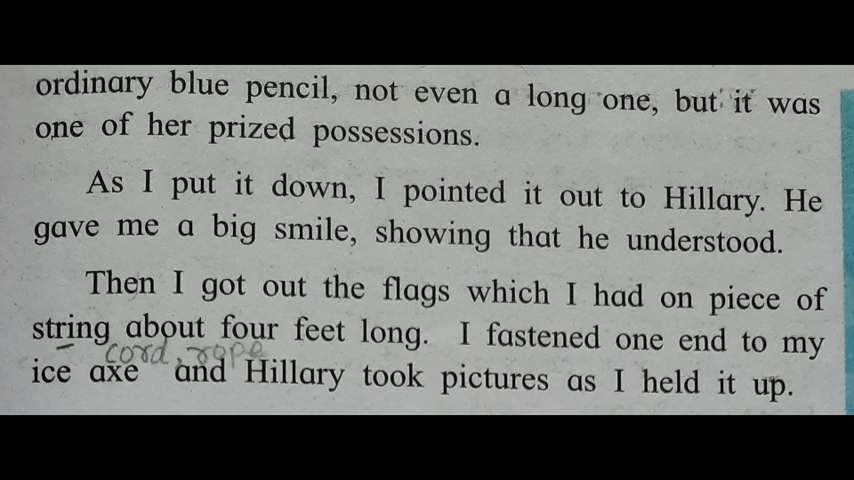 ordinary blue pencil, not even a long one, but it was
one of her prized possessions.
As I put it down, I pointed it out to Hillary. He
gave me a big smile, showing that he understood.
Then I got out the flags which I had on piece of
string about four feet long. I fastened one end to my
cord, rope
ice axe and Hillary took pictures as I held it up.